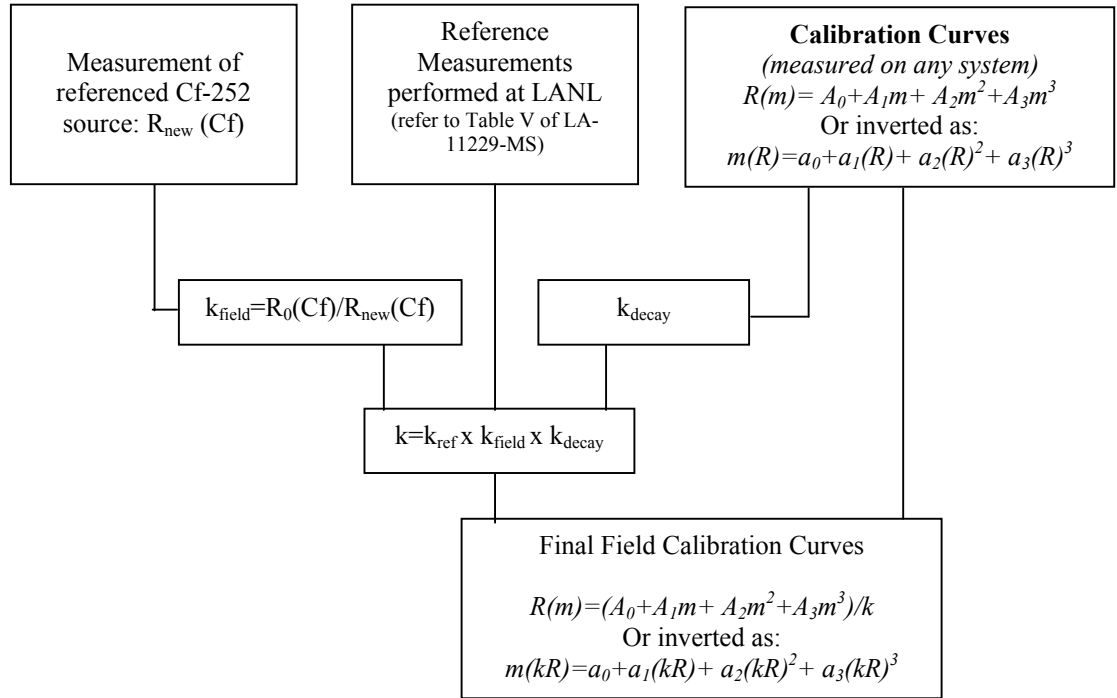 Measurement of
referenced Cf-252
source: R_new (Cf)
Reference
Measurements
performed at LANL
(refer to Table V of LA-
11229-MS)
Calibration Curves
(measured on any system)
R(m)= A₀+A₁m+ A₂m²+A₃m³
Or inverted as:
m(R)=a₀+a₁(R)+ a₂(R)²+ a₃(R)³
k_field=R₀(Cf)/R_new(Cf)
k_decay
k=k_ref x k_field x k_decay
Final Field Calibration Curves
R(m)=(A₀+A₁m+ A₂m²+A₃m³)/k
Or inverted as:
m(kR)=a₀+a₁(kR)+ a₂(kR)²+ a₃(kR)³